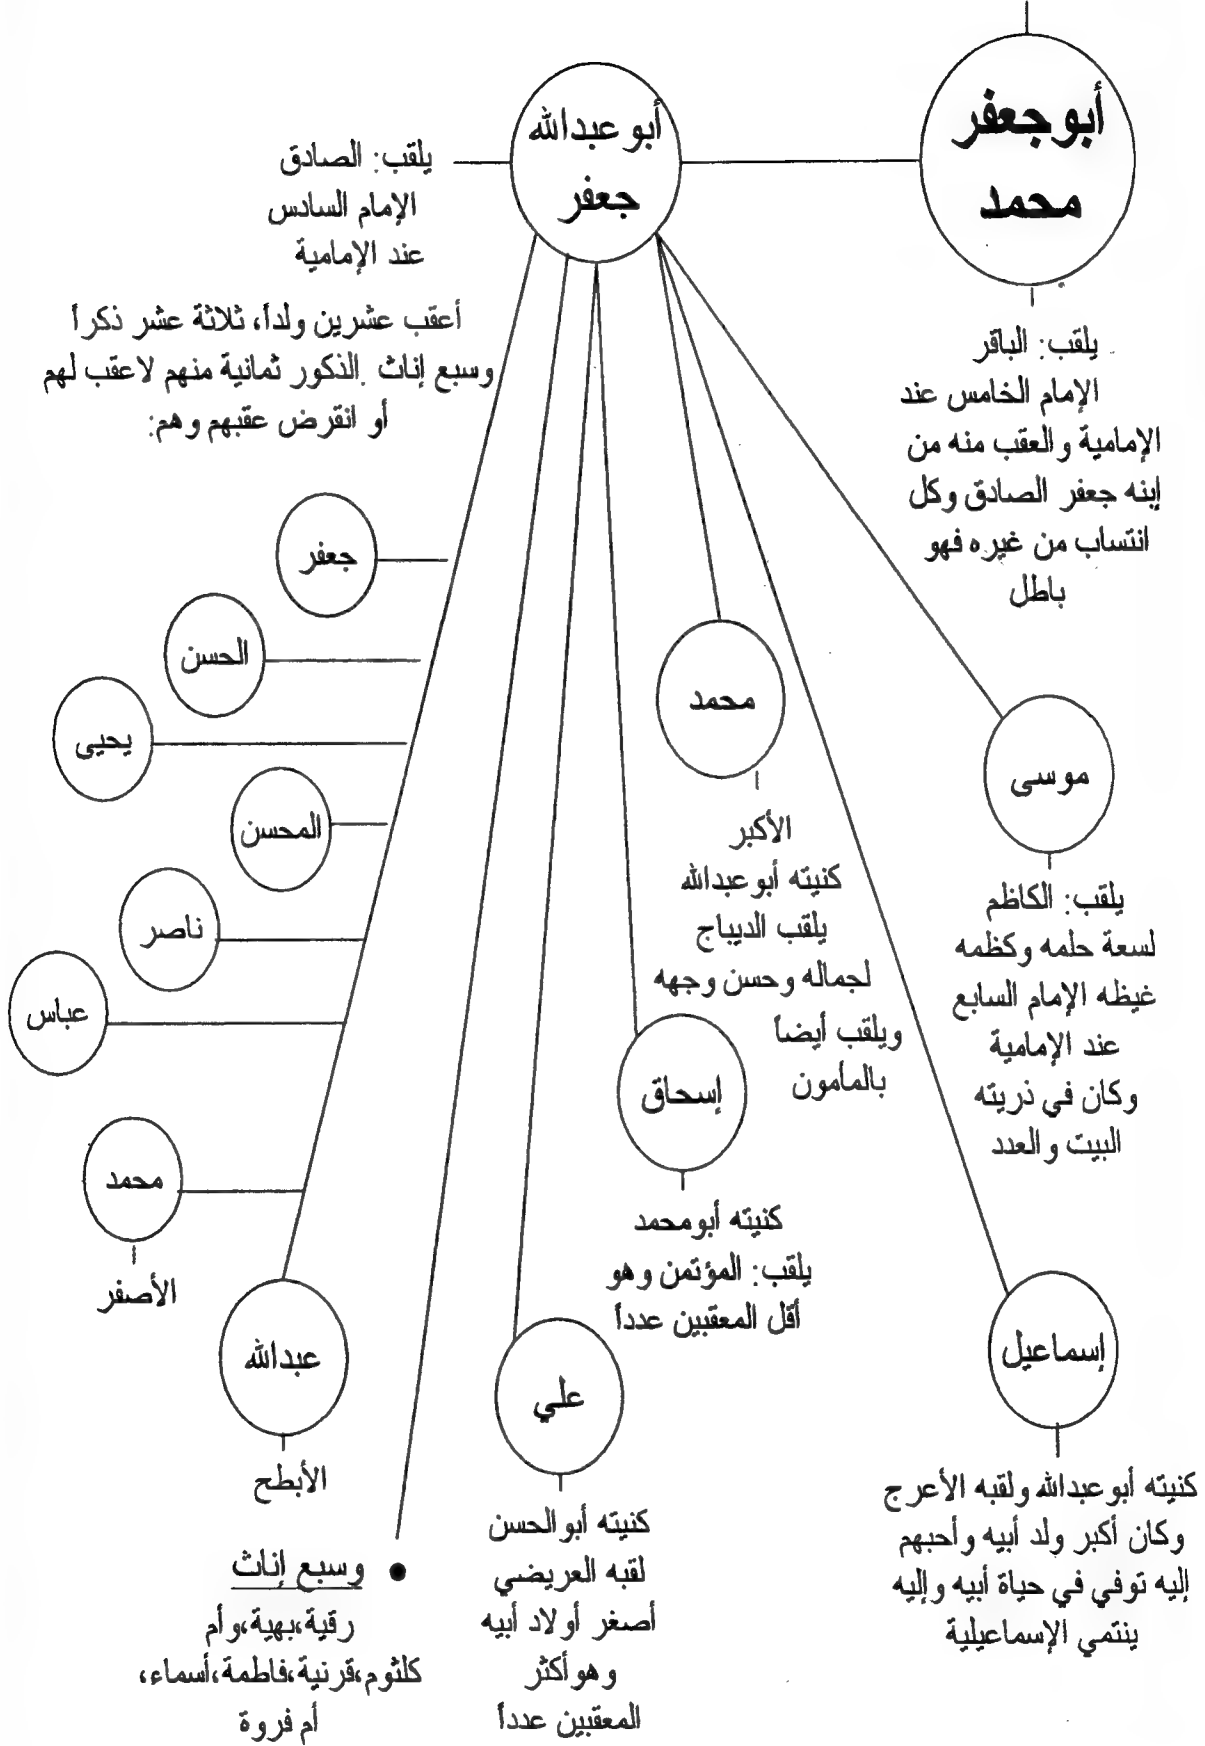 أبوجعفر
محمد
يلقب: الباقر
الإمام الخامس عند
الإمامية والعقب منه من
إبنه جعفر الصادق وكل
انتساب من غيره فهو
باطل
أبوعبدالله
جعفر
يلقب: الصادق
الإمام السادس
عند الإمامية
أعقب عشرين ولداً، ثلاثة عشر ذكراً
وسبع إناث .الذكور ثمانية منهم لاعقب لهم
أو انقرض عقبهم وهم:
جعفر
الحسن
يحيى
المحسن
ناصر
عباس
محمد
الأصغر
عبدالله
الأبطح
موسى
يلقب: الكاظم
لسعة حلمه وكظمه
غيظه الإمام السابع
عند الإمامية
وكان في ذريته
البيت والعدد
محمد
الأكبر
كنيته أبوعبدالله
يلقب الديباج
لجماله وحسن وجهه
ويلقب أيضاً
بالمأمون
إسحاق
كنيته أبومحمد
يلقب: المؤتمن وهو
أقل المعقبين عدداً
إسماعيل
كنيته أبوعبدالله ولقبه الأعرج
وكان أكبر ولد أبيه وأحبهم
إليه توفي في حياة أبيه وإليه
ينتمي الإسماعيلية
علي
كنيته أبوالحسن
لقبه العريضي
أصغر أولاد أبيه
وهوأكثر
المعقبين عدداً
● وسبع إناث
رقية،بهية،وأم
كلثوم،قرنية،فاطمة،أسماء،
أم فروة